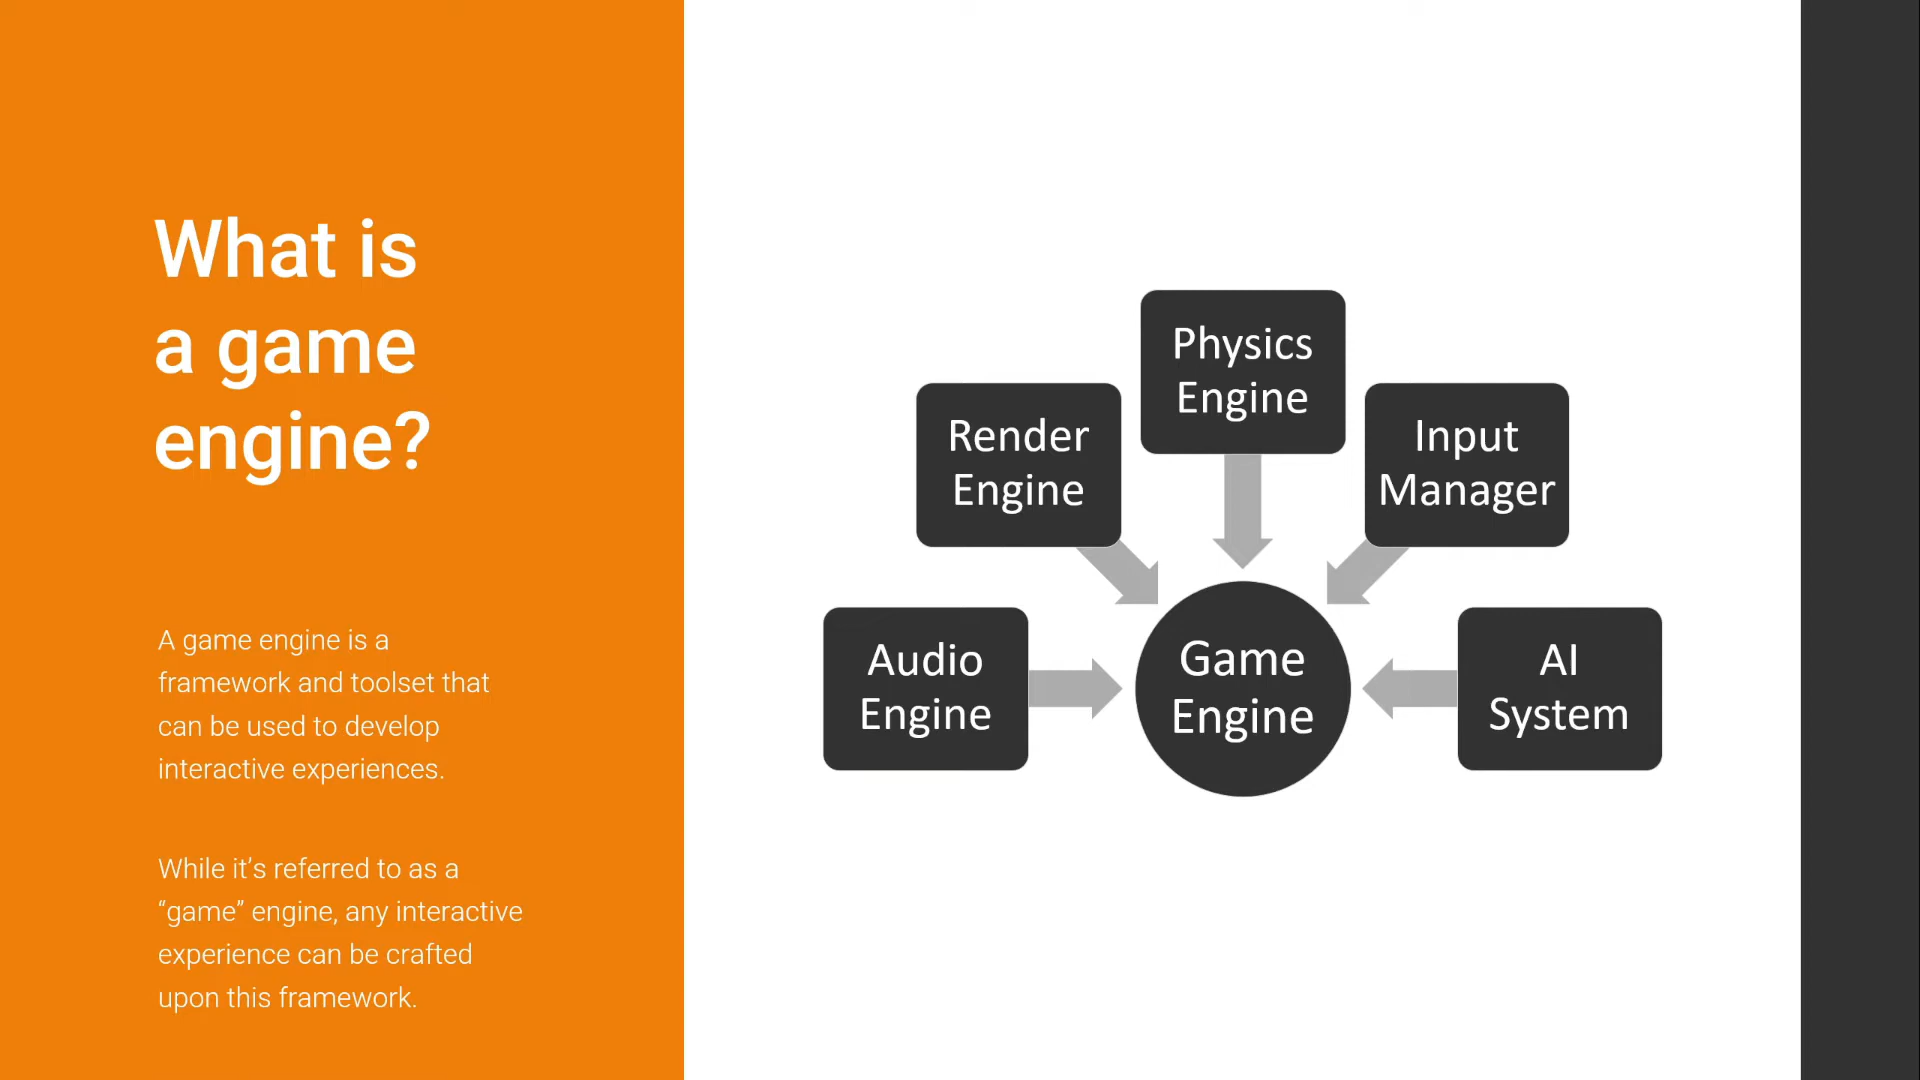 What is
a game
engine?
A game engine is a
framework and toolset that
can be used to develop
interactive experiences.
While it’s referred to as a
“game” engine, any interactive
experience can be crafted
upon this framework.
Physics
Engine
Render
Engine
Input
Manager
Audio
Engine
Game
Engine
AI
System